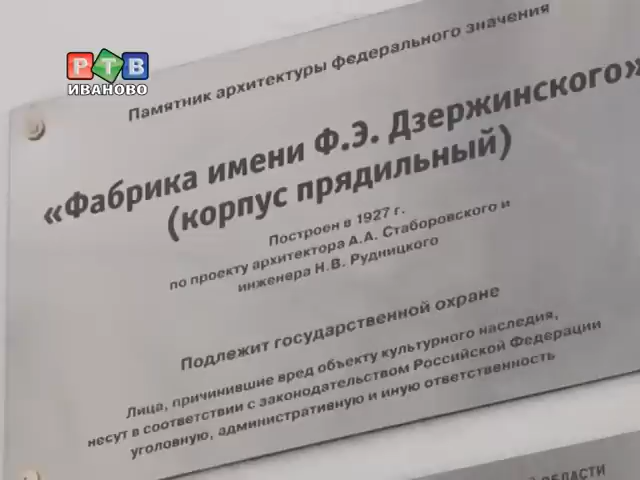 РТВ
ИВАНОВО
Памятник архитектуры федерального значения
«Фабрика имени Ф.Э. Дзержинского»
(корпус прядильный)
Построен в 1927 г.
по проекту архитектора А.А. Стаборовского и
инженера Н.В. Рудницкого
Подлежит государственной охране
Лица, причинившие вред объекту культурного наследия,
несут в соответствии с законодательством Российской Федерации
уголовную, административную и иную ответственность
ОБЛАСТИ